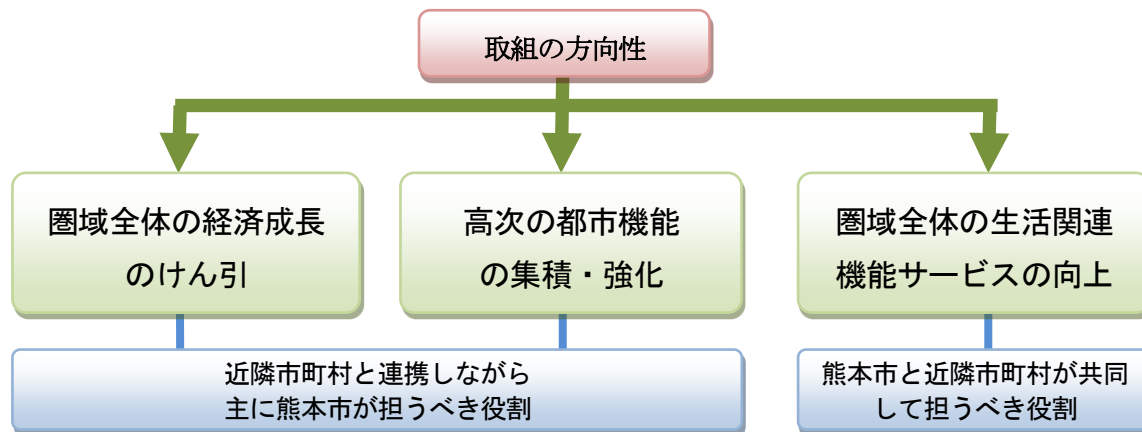 取組の方向性
圏域全体の経済成長
のけん引
高次の都市機能
の集積・強化
圏域全体の生活関連
機能サービスの向上
近隣市町村と連携しながら
主に熊本市が担うべき役割
熊本市と近隣市町村が共同
して担うべき役割